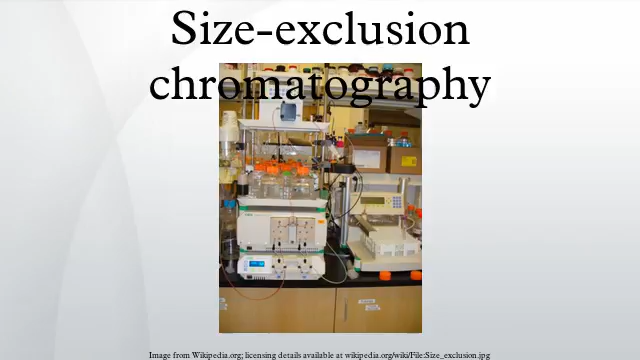 Size-exclusion
chromatography
Image from Wikipedia.org; licensing details available at wikipedia.org/wiki/File:Size_exclusion.jpg